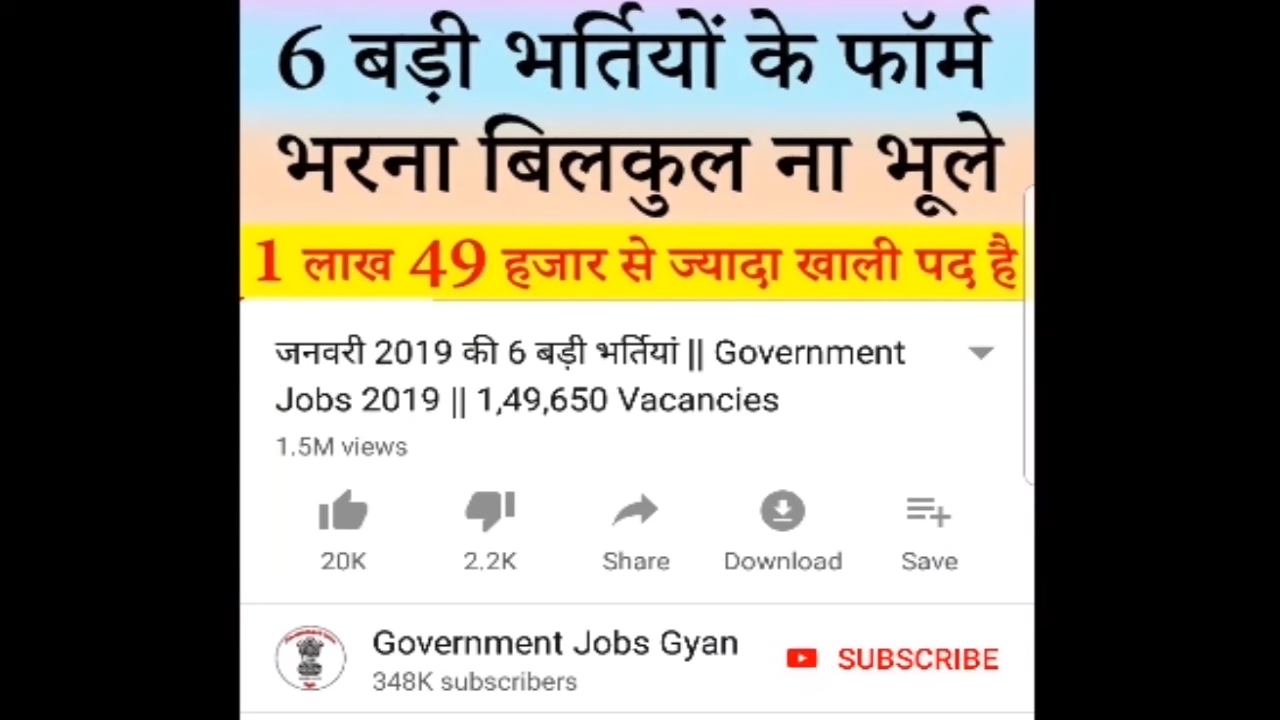 6 बड़ी भर्तियों के फॉर्म
भरना बिलकुल ना भूले
1 लाख 49 हजार से ज्यादा खाली पद है
जनवरी 2019 की 6 बड़ी भर्तियां || Government
Jobs 2019 || 1,49,650 Vacancies
1.5M views
20K 2.2K Share Download Save
Government Jobs Gyan
348K subscribers
SUBSCRIBE